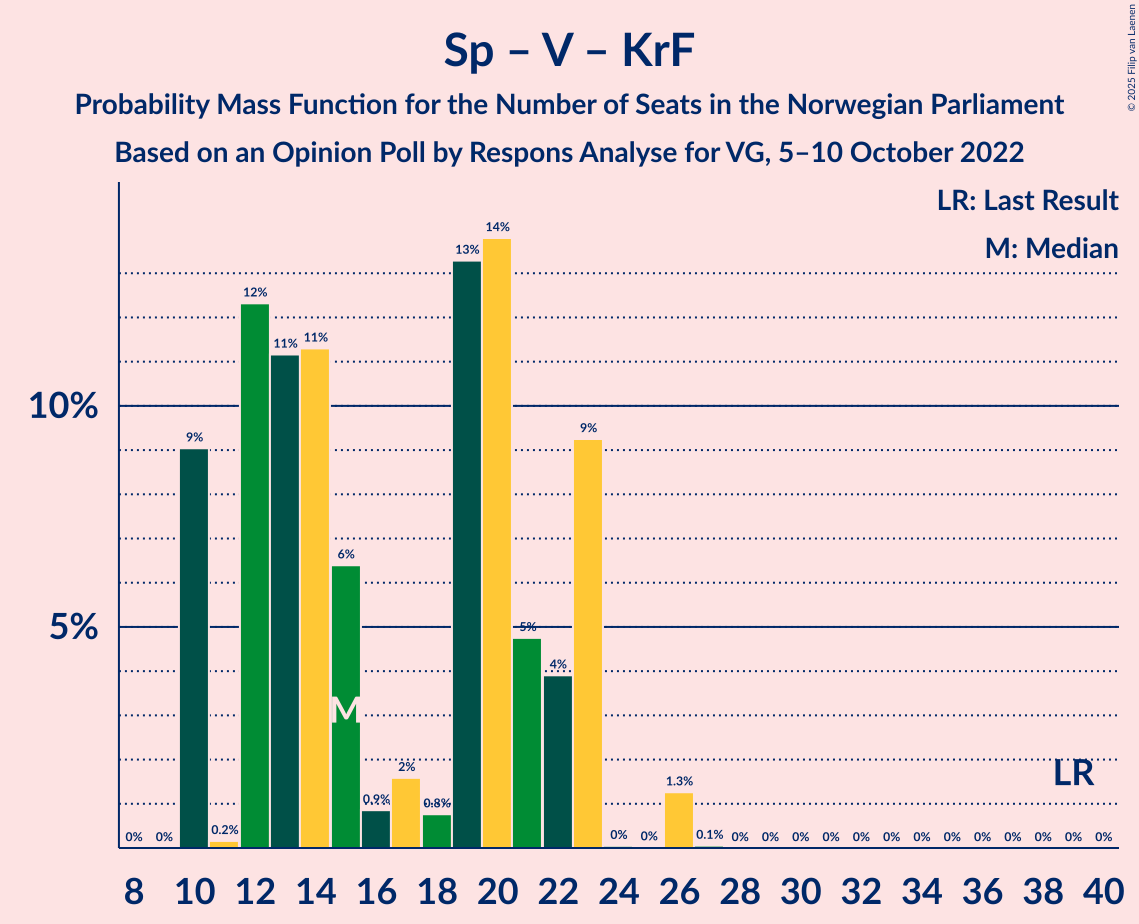 Sp – V – KrF
Probability Mass Function for the Number of Seats in the Norwegian Parliament
Based on an Opinion Poll by Respons Analyse for VG, 5–10 October 2022
© 2025 Filip van Laenen
LR: Last Result
M: Median
10%
5%
0% 0% 9% 0.2% 12% 11% 11% 6% 0.9% 2% 0.8% 13% 14% 5% 4% 9% 0% 0% 1.3% 0.1% 0% 0% 0% 0% 0% 0% 0% 0% 0% 0% 0% 0% 0%
M
LR
8 10 12 14 16 18 20 22 24 26 28 30 32 34 36 38 40